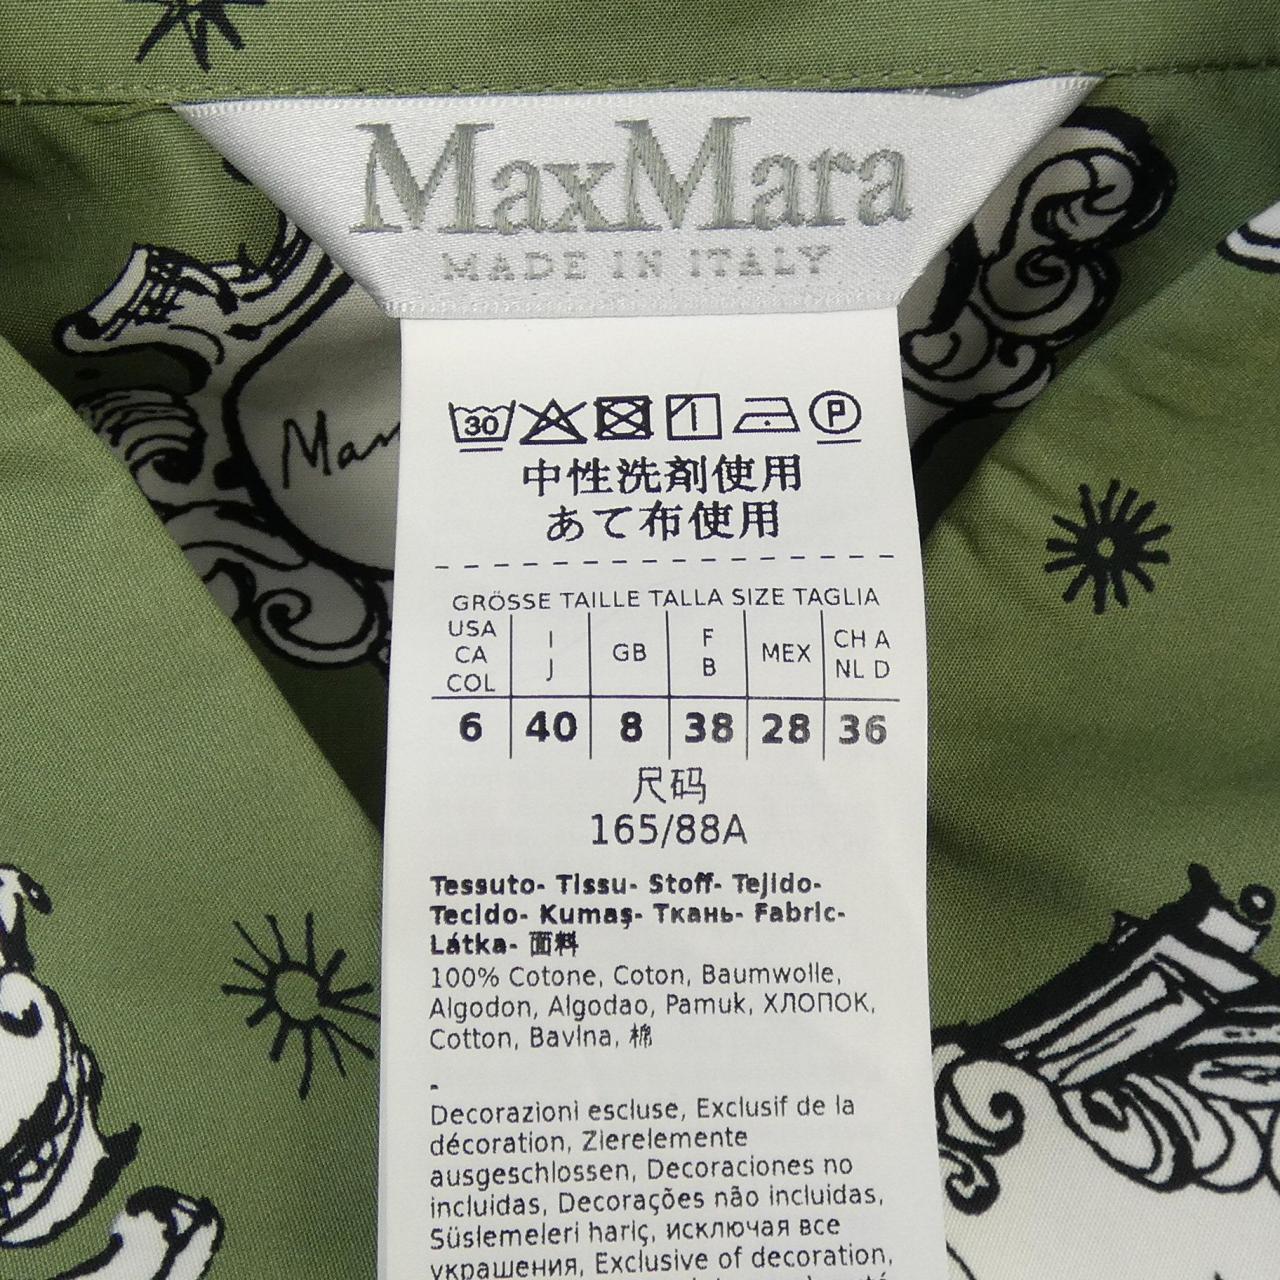 MaxMara
MADE IN ITALY
30 P
中性洗剤使用
あて布使用
GRÖSSE TAILLE TALLA SIZE TAGLIA
USA CA COL I J GB F B MEX CH A NL D
6 40 8 38 28 36
尺码
165/88A
Tessuto- Tissu- Stoff- Tejido-
Tecido- Kumaş- Ткань- Fabric-
Látka- 面料
100% Cotone, Coton, Baumwolle,
Algodon, Algodao, Pamuk, ХЛОПОК,
Cotton, Bavlna, 棉
-
Decorazioni escluse, Exclusif de la
décoration, Zierelemente
ausgeschlossen, Decoraciones no
incluidas, Decorações não incluidas,
Süslemeleri hariç, исключая все
украшения, Exclusive of decoration,